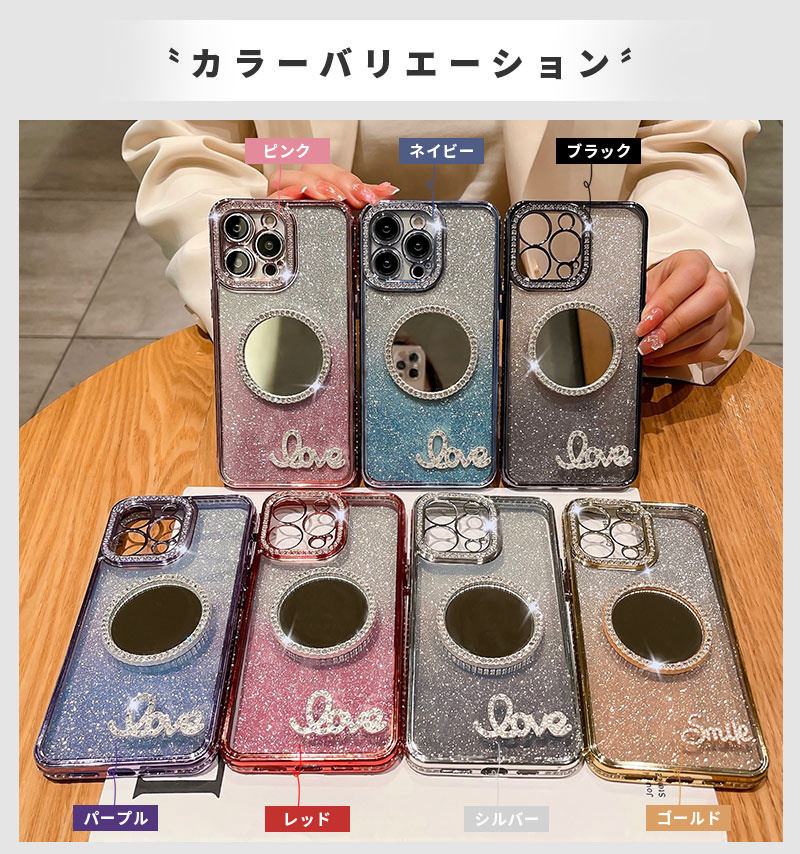 カラーバリエーション
ピンク
ネイビー
ブラック
love
love
love
love
love
love
Smile
パープル
レッド
シルバー
ゴールド